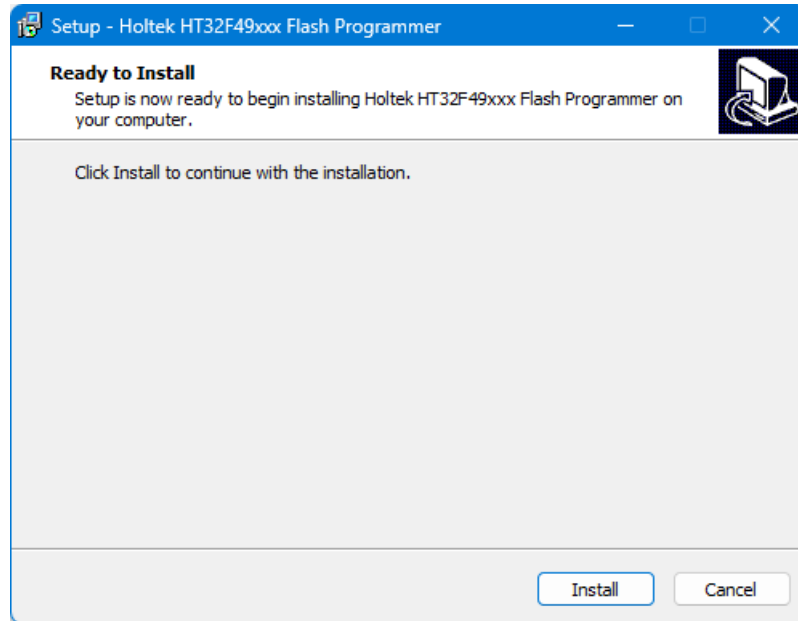 Setup - Holtek HT32F49xxx Flash Programmer
Ready to Install
Setup is now ready to begin installing Holtek HT32F49xxx Flash Programmer on
your computer.
Click Install to continue with the installation.
Install
Cancel